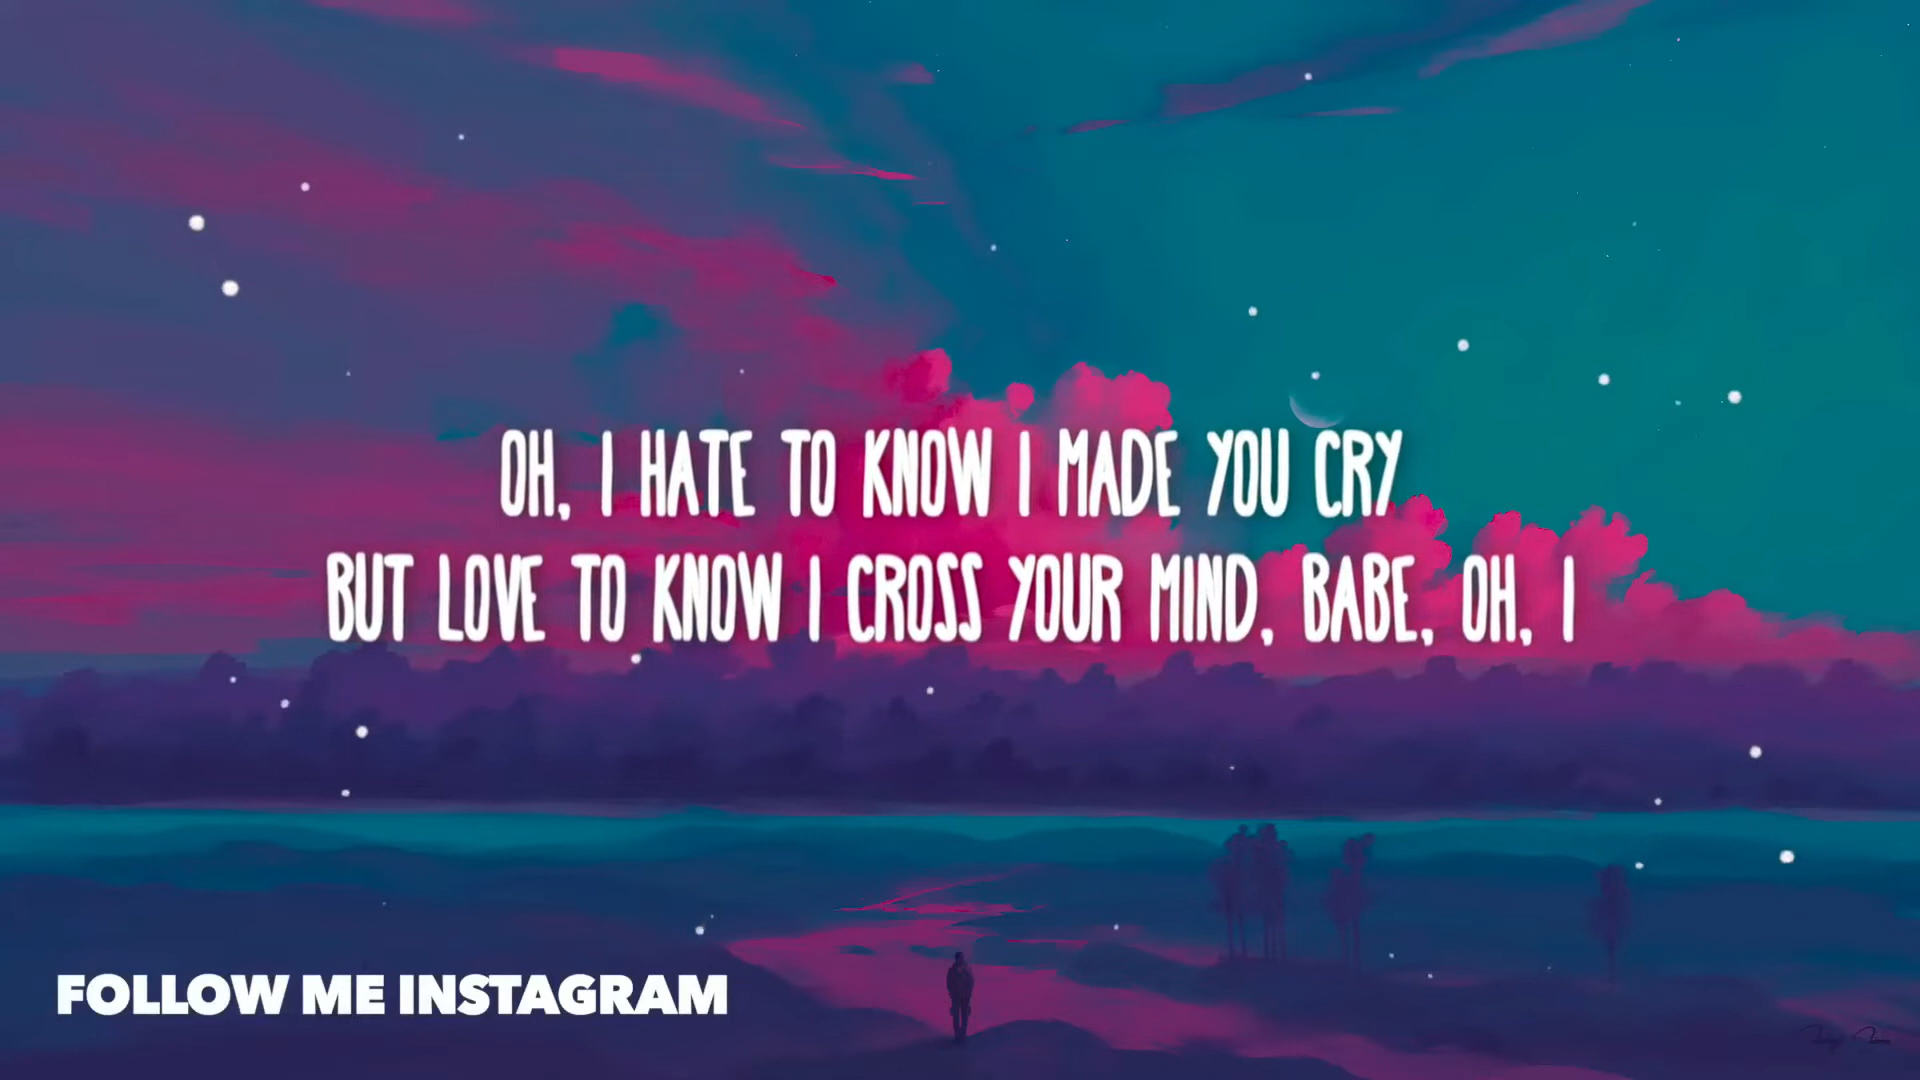 OH, I HATE TO KNOW I MADE YOU CRY
BUT LOVE TO KNOW I CROSS YOUR MIND, BABE, OH, I
FOLLOW ME INSTAGRAM